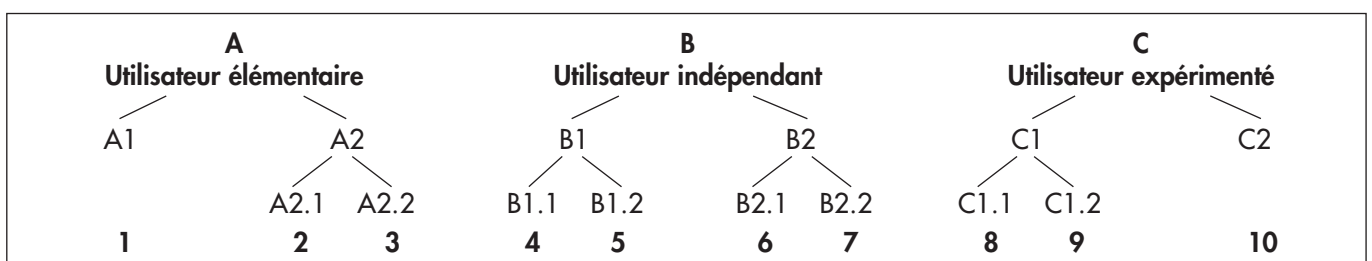 A B C
Utilisateur élémentaire Utilisateur indépendant Utilisateur expérimenté
A1 A2 B1 B2 C1 C2
A2.1 A2.2 B1.1 B1.2 B2.1 B2.2 C1.1 C1.2
1 2 3 4 5 6 7 8 9 10